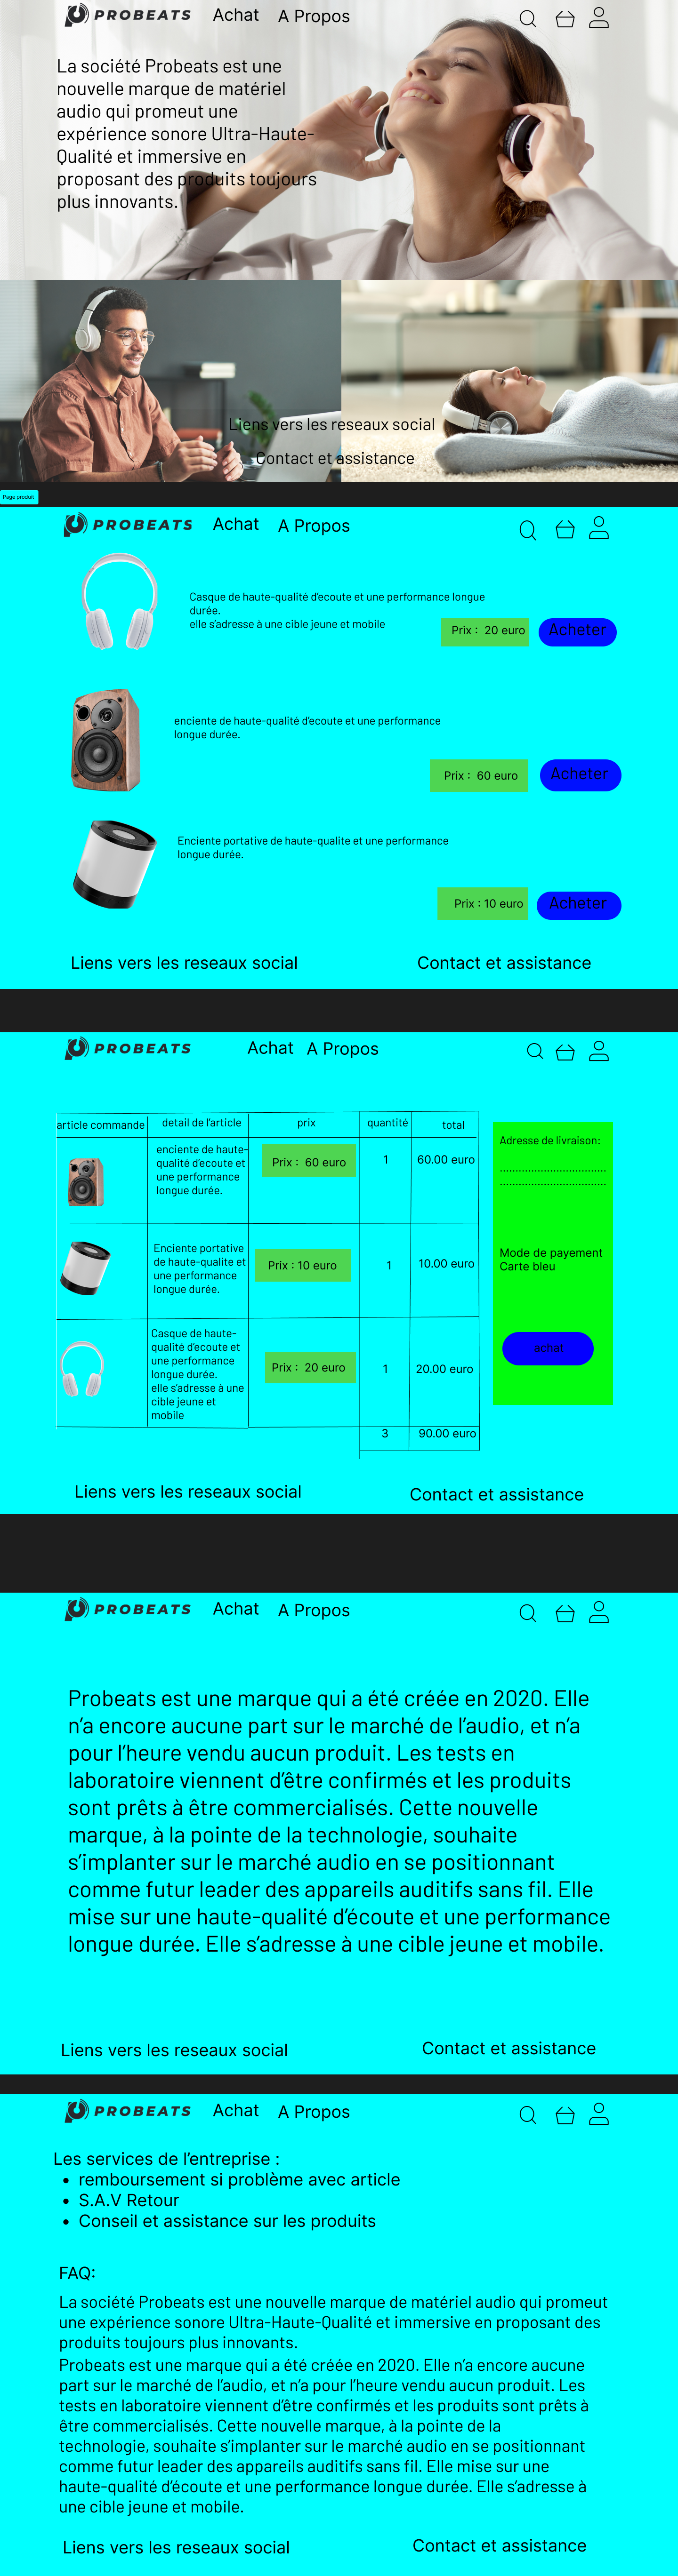 PROBEATS Achat A Propos
La société Probeats est une
nouvelle marque de matériel
audio qui promeut une
expérience sonore Ultra-Haute-
Qualité et immersive en
proposant des produits toujours
plus innovants.
Liens vers les reseaux social
Contact et assistance
Page produit
PROBEATS Achat A Propos
Casque de haute-qualité d'ecoute et une performance longue
durée.
elle s'adresse à une cible jeune et mobile
Prix : 20 euro Acheter
enciente de haute-qualité d'ecoute et une performance
longue durée.
Prix : 60 euro Acheter
Enciente portative de haute-qualite et une performance
longue durée.
Prix : 10 euro Acheter
Liens vers les reseaux social Contact et assistance
PROBEATS Achat A Propos
article commande detail de l'article prix quantité total
enciente de haute-
qualité d'ecoute et
une performance
longue durée.
Prix : 60 euro 1 60.00 euro
Enciente portative
de haute-qualite et
une performance
longue durée.
Prix : 10 euro 1 10.00 euro
Casque de haute-
qualité d'ecoute et
une performance
longue durée.
elle s'adresse à une
cible jeune et
mobile
Prix : 20 euro 1 20.00 euro
3 90.00 euro
Adresse de livraison:
Mode de payement
Carte bleu
achat
Liens vers les reseaux social Contact et assistance
PROBEATS Achat A Propos
Probeats est une marque qui a été créée en 2020. Elle
n'a encore aucune part sur le marché de l'audio, et n'a
pour l'heure vendu aucun produit. Les tests en
laboratoire viennent d'être confirmés et les produits
sont prêts à être commercialisés. Cette nouvelle
marque, à la pointe de la technologie, souhaite
s'implanter sur le marché audio en se positionnant
comme futur leader des appareils auditifs sans fil. Elle
mise sur une haute-qualité d'écoute et une performance
longue durée. Elle s'adresse à une cible jeune et mobile.
Liens vers les reseaux social Contact et assistance
PROBEATS Achat A Propos
Les services de l'entreprise :
• remboursement si problème avec article
• S.A.V Retour
• Conseil et assistance sur les produits
FAQ:
La société Probeats est une nouvelle marque de matériel audio qui promeut
une expérience sonore Ultra-Haute-Qualité et immersive en proposant des
produits toujours plus innovants.
Probeats est une marque qui a été créée en 2020. Elle n'a encore aucune
part sur le marché de l'audio, et n'a pour l'heure vendu aucun produit. Les
tests en laboratoire viennent d'être confirmés et les produits sont prêts à
être commercialisés. Cette nouvelle marque, à la pointe de la
technologie, souhaite s'implanter sur le marché audio en se positionnant
comme futur leader des appareils auditifs sans fil. Elle mise sur une
haute-qualité d'écoute et une performance longue durée. Elle s'adresse à
une cible jeune et mobile.
Liens vers les reseaux social Contact et assistance